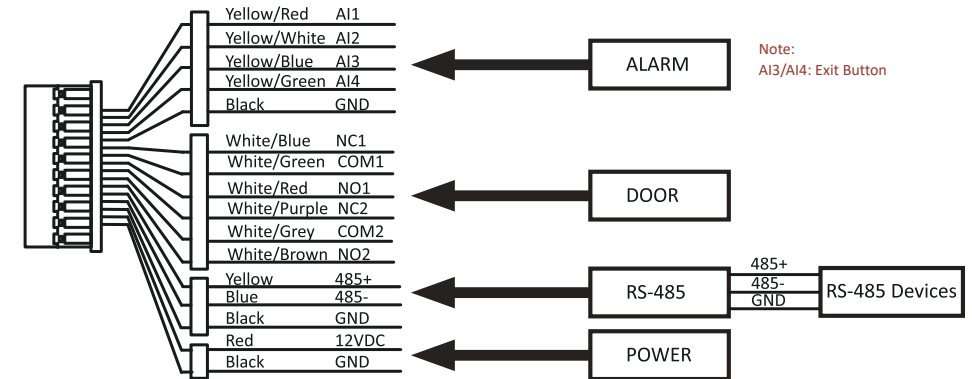 Yellow/Red AI1
Yellow/White AI2
Yellow/Blue AI3
Yellow/Green AI4
Black GND
ALARM
Note:
AI3/AI4: Exit Button
White/Blue NC1
White/Green COM1
White/Red NO1
White/Purple NC2
White/Grey COM2
White/Brown NO2
DOOR
Yellow 485+
Blue 485-
Black GND
RS-485
485+
485-
GND
RS-485 Devices
Red 12VDC
Black GND
POWER